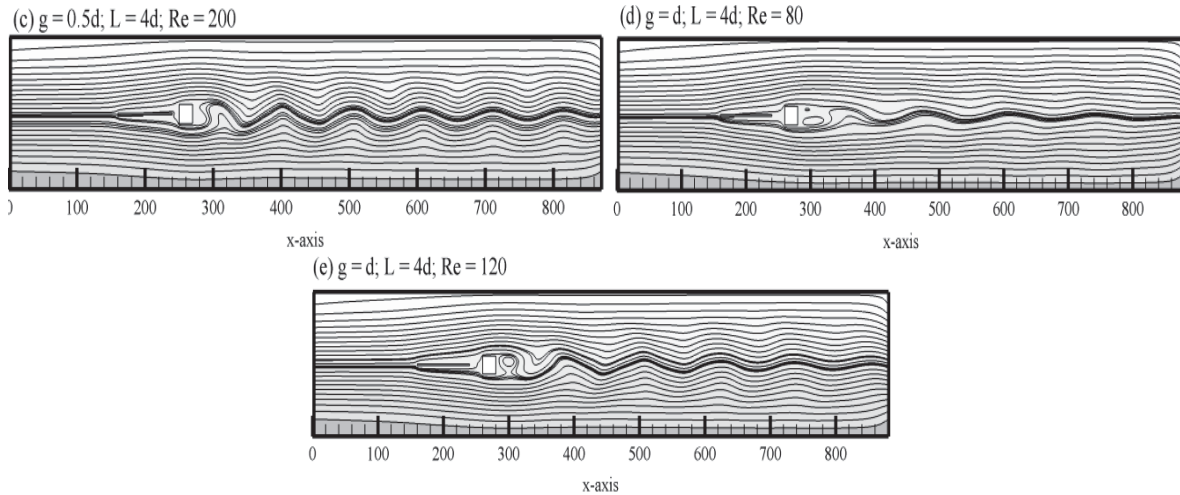 (c) g = 0.5d; L = 4d; Re = 200
(d) g = d; L = 4d; Re = 80
0 100 200 300 400 500 600 700 800
0 100 200 300 400 500 600 700 800
x-axis
x-axis
(e) g = d; L = 4d; Re = 120
0 100 200 300 400 500 600 700 800
x-axis